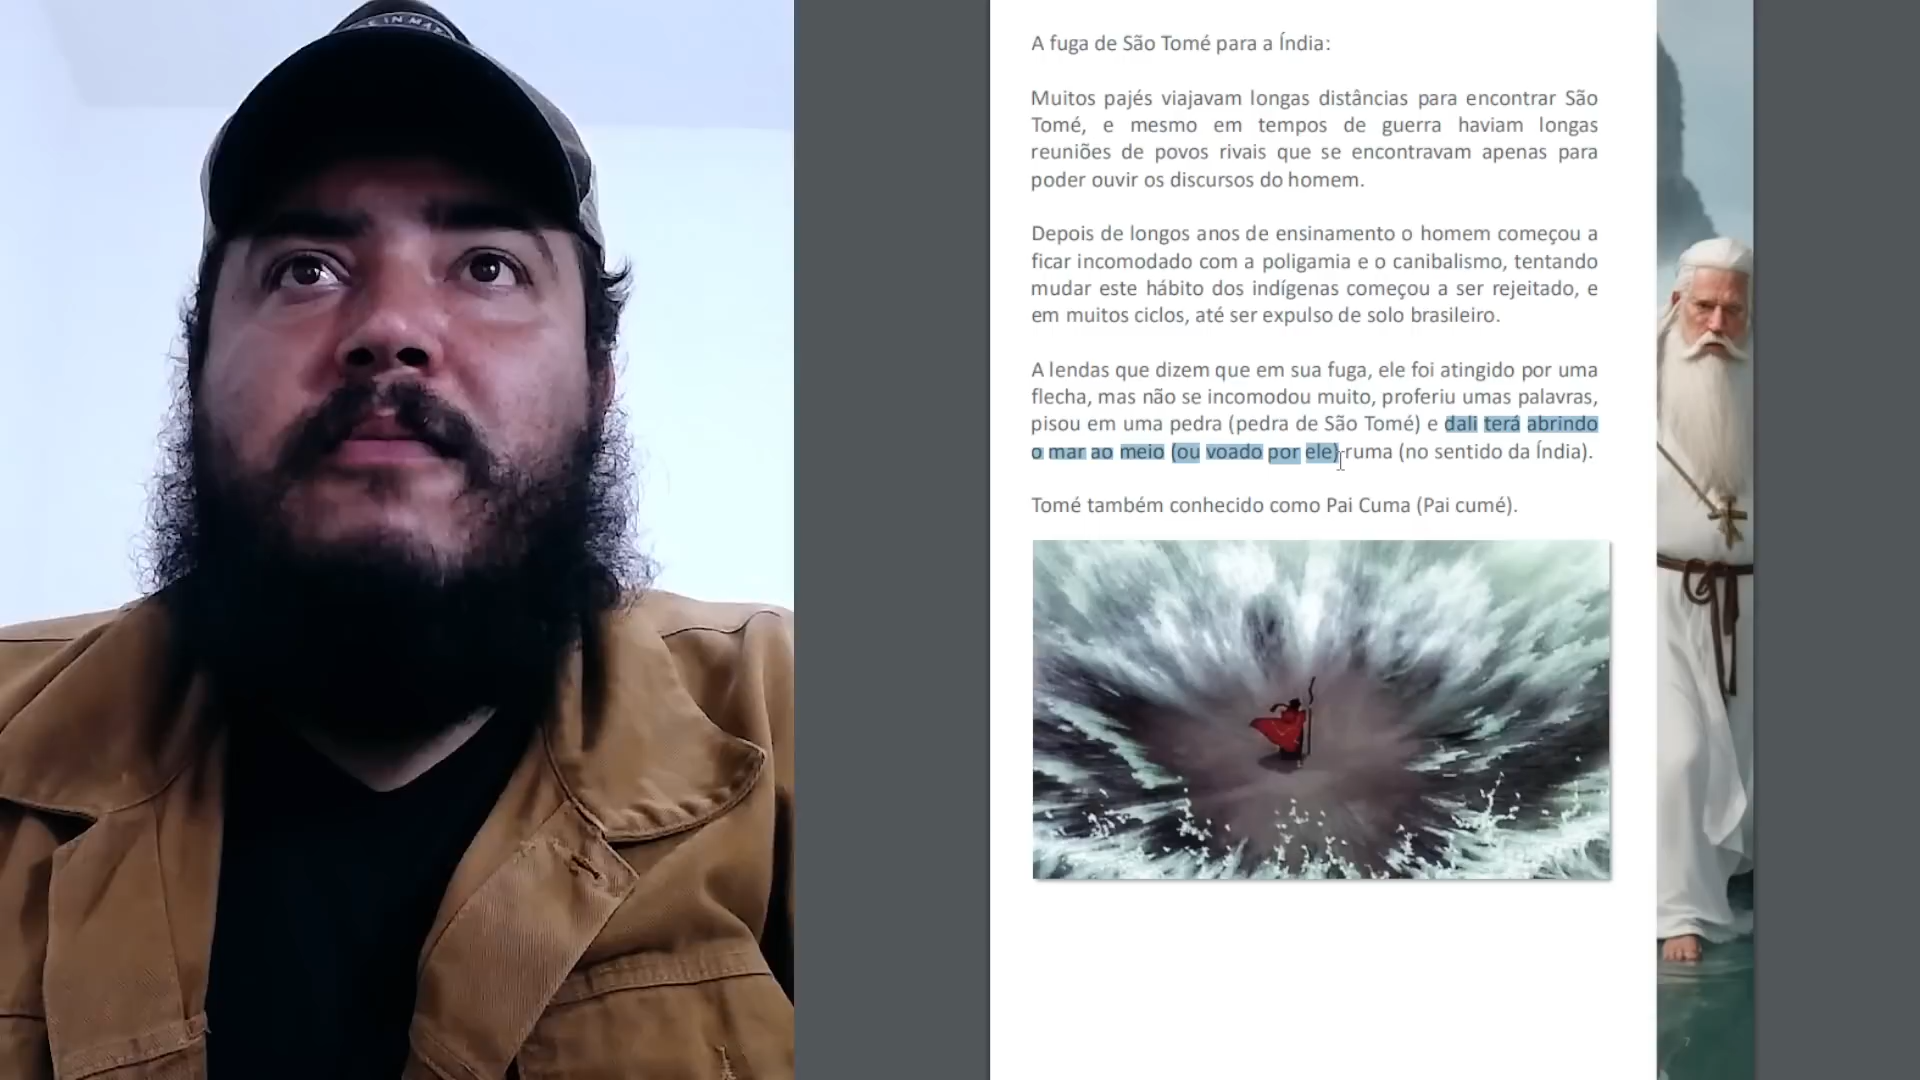 A fuga de São Tomé para a Índia:
Muitos pajés viajavam longas distâncias para encontrar São
Tomé, e mesmo em tempos de guerra haviam longas
reuniões de povos rivais que se encontravam apenas para
poder ouvir os discursos do homem.
Depois de longos anos de ensinamento o homem começou a
ficar incomodado com a poligamia e o canibalismo, tentando
mudar este hábito dos indígenas começou a ser rejeitado, e
em muitos ciclos, até ser expulso de solo brasileiro.
A lendas que dizem que em sua fuga, ele foi atingido por uma
flecha, mas não se incomodou muito, proferiu umas palavras,
pisou em uma pedra (pedra de São Tomé) e dali terá abrindo
o mar ao meio (ou voado por ele) ruma (no sentido da Índia).
Tomé também conhecido como Pai Cuma (Pai cumé).